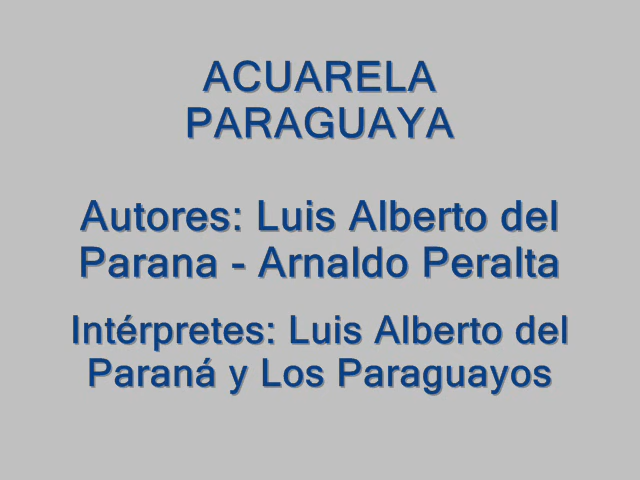 ACUARELA
PARAGUAYA
Autores: Luis Alberto del
Parana - Arnaldo Peralta
Intérpretes: Luis Alberto del
Paraná y Los Paraguayos